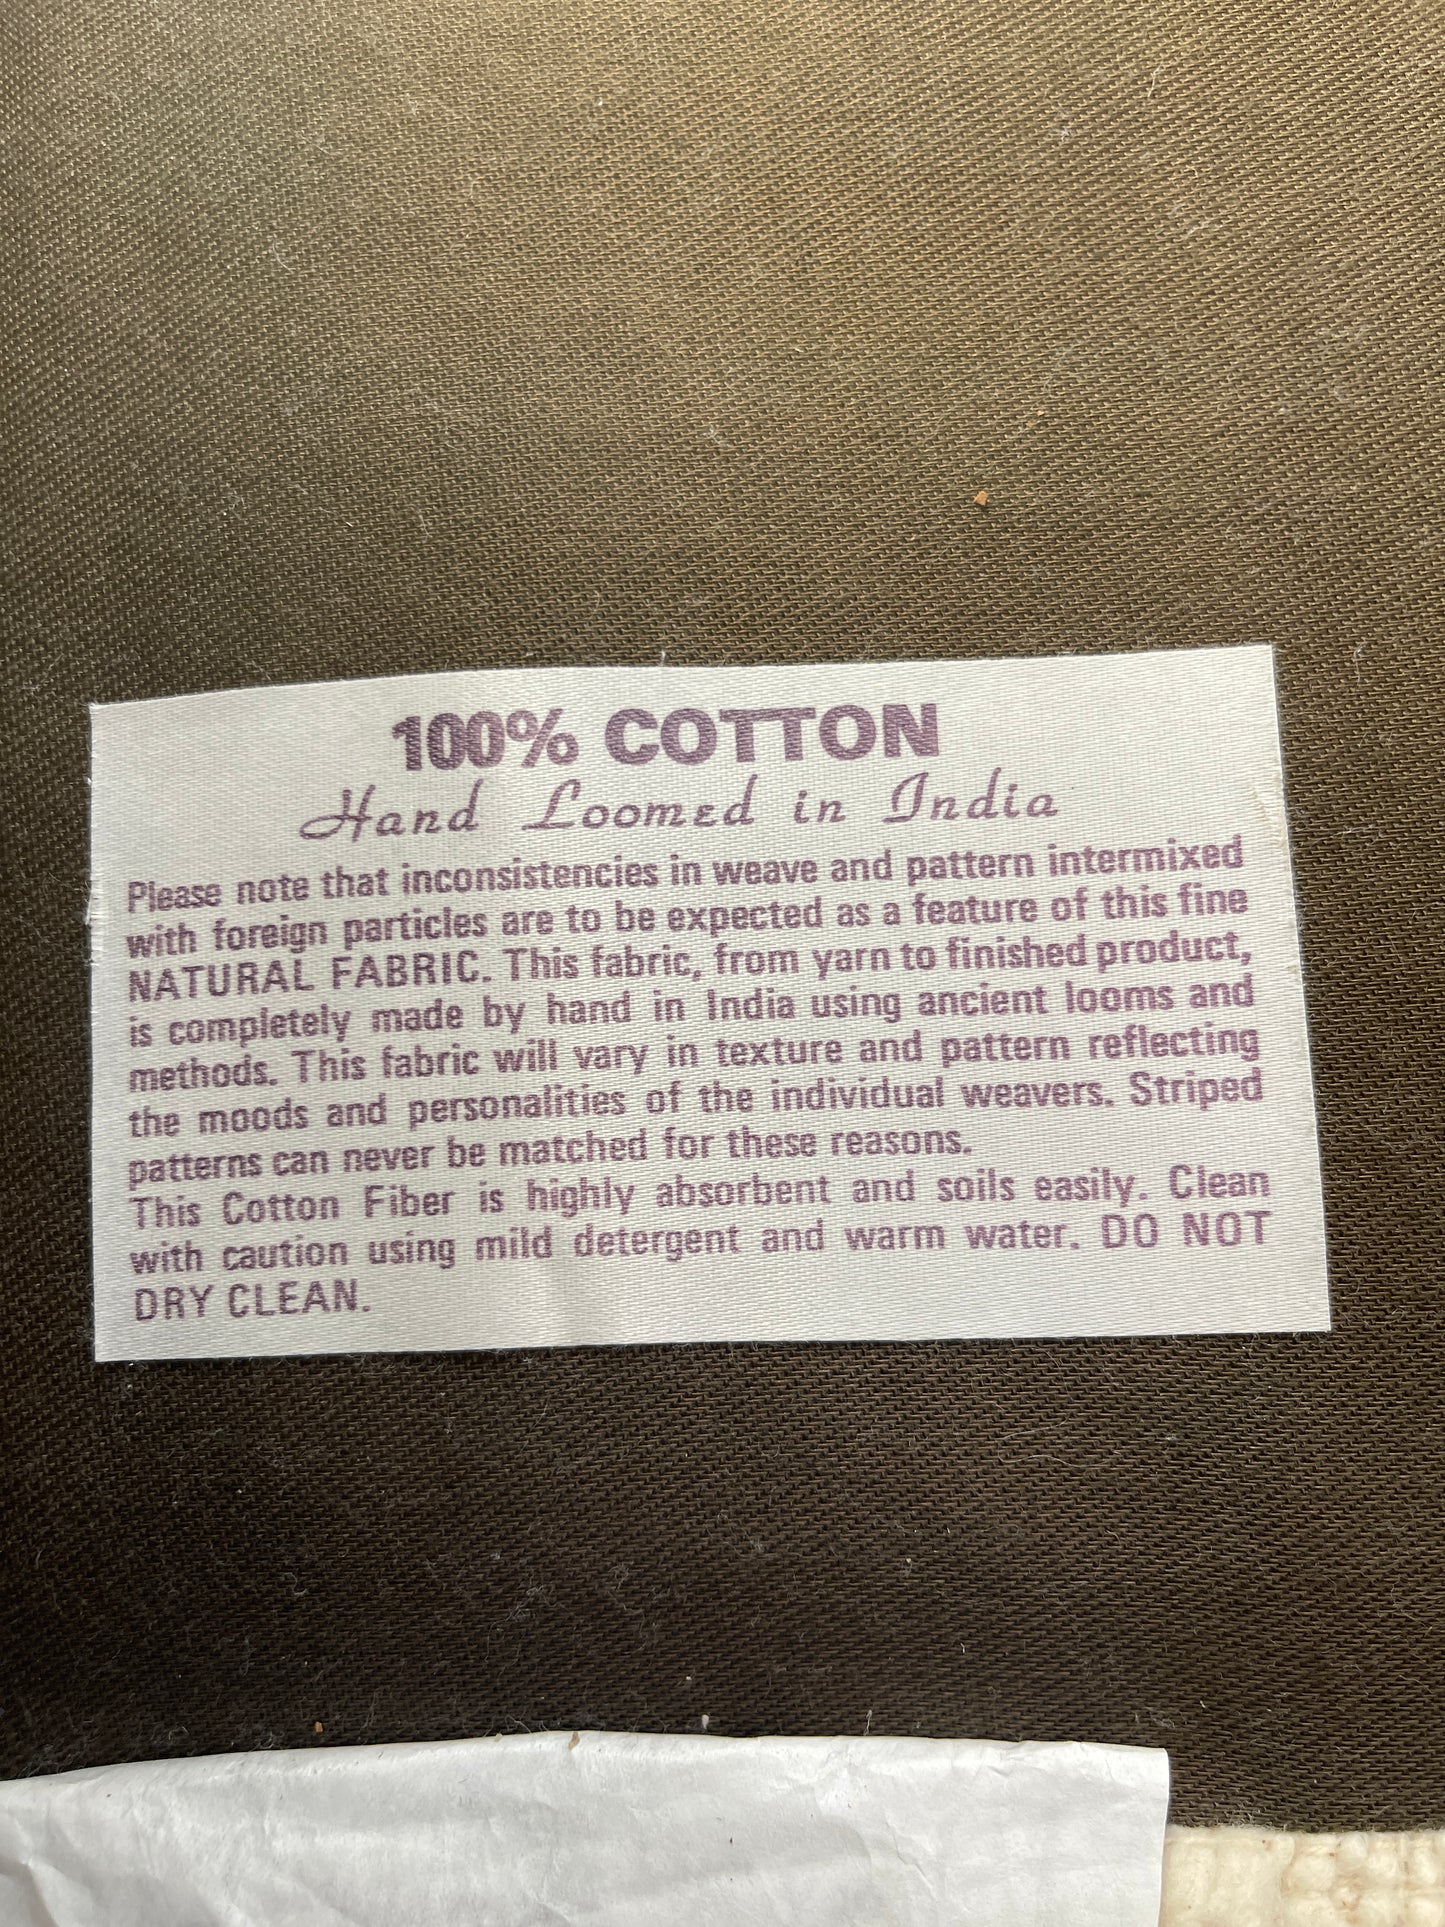 100% COTTON
Hand Loomed in India
Please note that inconsistencies in weave and pattern intermixed
with foreign particles are to be expected as a feature of this fine
NATURAL FABRIC. This fabric, from yarn to finished product,
is completely made by hand in India using ancient looms and
methods. This fabric will vary in texture and pattern reflecting
the moods and personalities of the individual weavers. Striped
patterns can never be matched for these reasons.
This Cotton Fiber is highly absorbent and soils easily. Clean
with caution using mild detergent and warm water. DO NOT
DRY CLEAN.